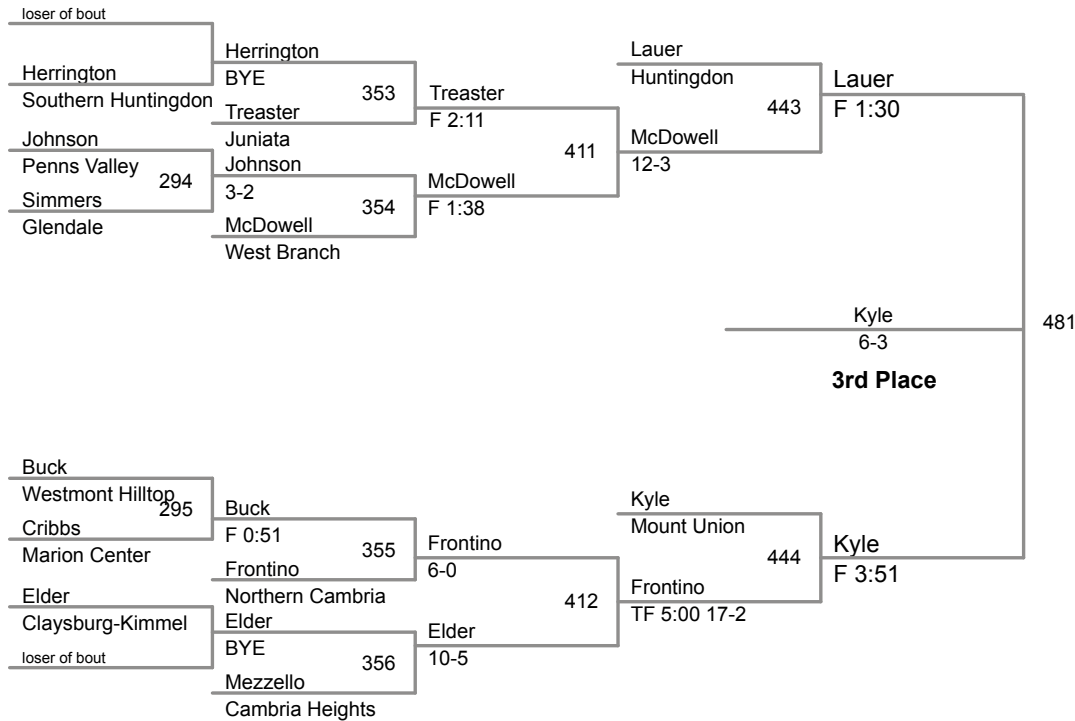 loser of bout
Herrington
Southern Huntingdon
Herrington
BYE
353
Treaster
Juniata
Johnson
Penns Valley
294
Simmers
Glendale
Johnson
3-2
354
McDowell
West Branch
Treaster
F 2:11
411
McDowell
F 1:38
Lauer
Huntingdon
443
McDowell
12-3
Lauer
F 1:30
Kyle
6-3
481
3rd Place
Buck
Westmont Hilltop
295
Cribbs
Marion Center
Buck
F 0:51
355
Frontino
Northern Cambria
Elder
Claysburg-Kimmel
loser of bout
Elder
BYE
356
Mezzello
Cambria Heights
Frontino
6-0
412
Elder
10-5
Kyle
Mount Union
444
Frontino
TF 5:00 17-2
Kyle
F 3:51